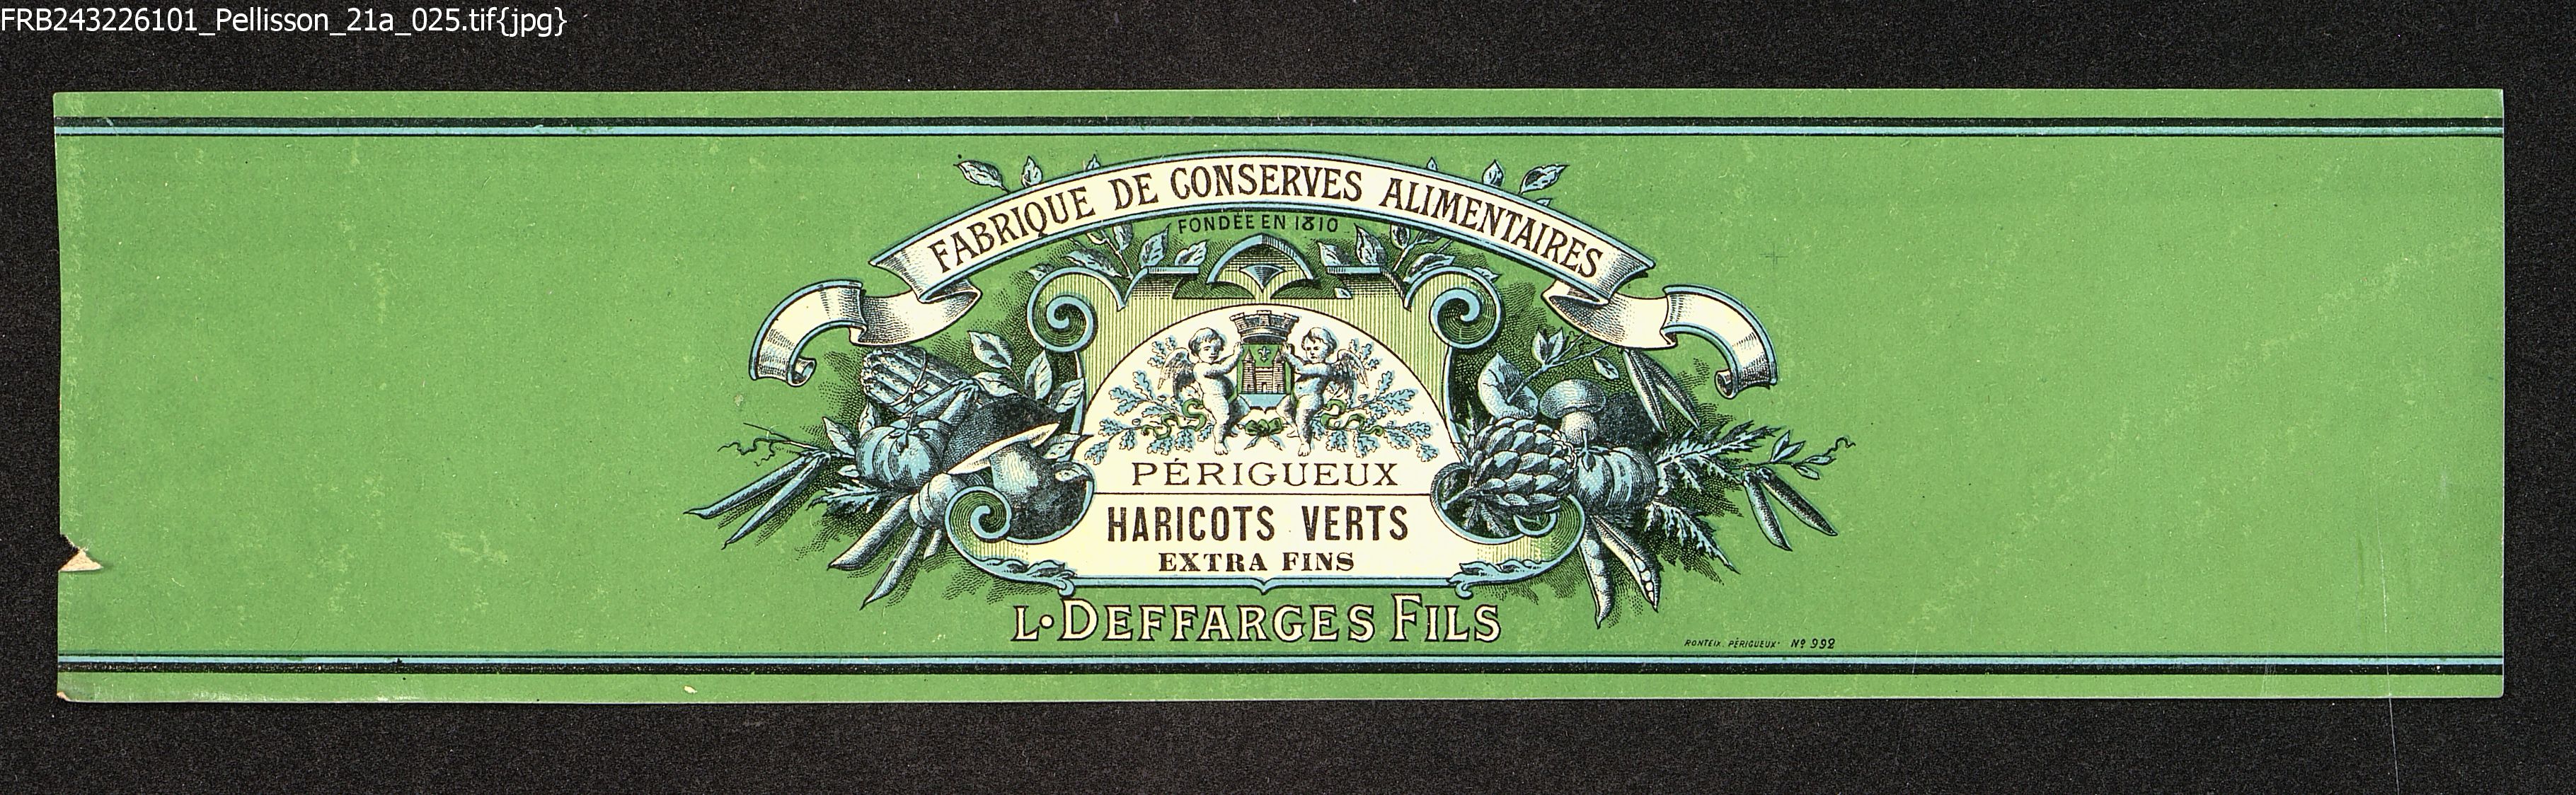 FRB243226101_Pellisson_21a_025.tif{jpg}
FABRIQUE DE CONSERVES ALIMENTAIRES
FONDÉE EN 1810
PÉRIGUEUX
HARICOTS VERTS
EXTRA FINS
L·DEFFARGES FILS
RONTEIX. PÉRIGUEUX· Nº 992